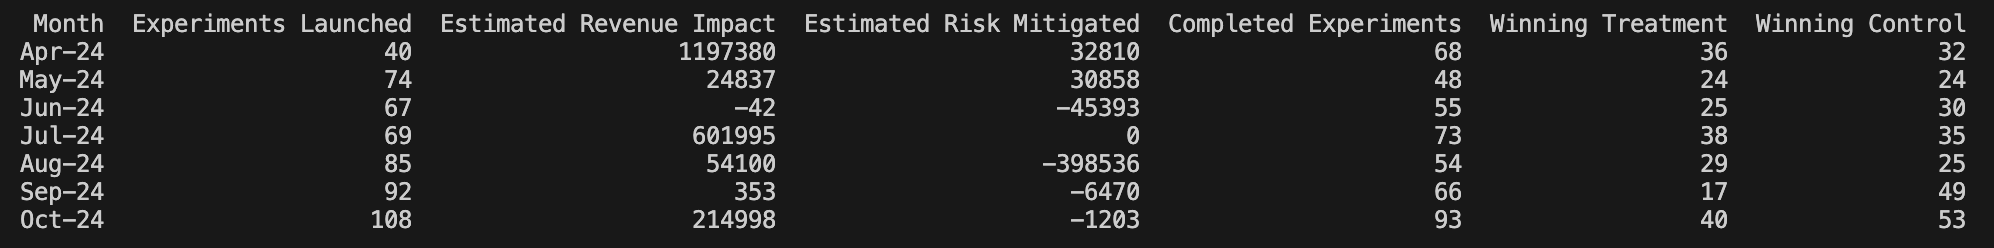 Month  Experiments Launched  Estimated Revenue Impact  Estimated Risk Mitigated  Completed Experiments  Winning Treatment  Winning Control
Apr-24  40  1197380  32810  68  36  32
May-24  74  24837  30858  48  24  24
Jun-24  67  -42  -45393  55  25  30
Jul-24  69  601995  0  73  38  35
Aug-24  85  54100  -398536  54  29  25
Sep-24  92  353  -6470  66  17  49
Oct-24  108  214998  -1203  93  40  53